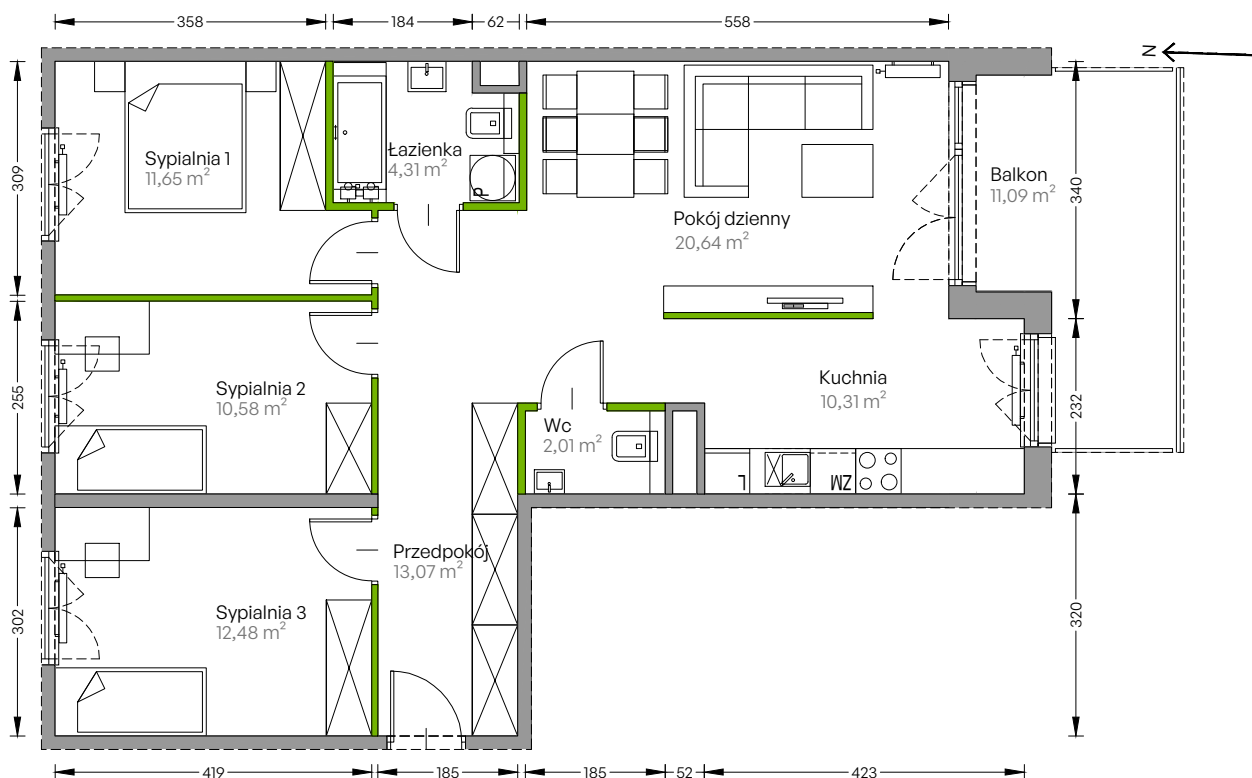 358
184
62
558
N
309
Sypialnia 1
11,65 m²
Łazienka
4,31 m²
P
Pokój dzienny
20,64 m²
Balkon
11,09 m²
340
255
Sypialnia 2
10,58 m²
Wc
2,01 m²
Kuchnia
10,31 m²
232
L
ZM
302
Sypialnia 3
12,48 m²
Przedpokój
13,07 m²
320
419
185
185
52
423